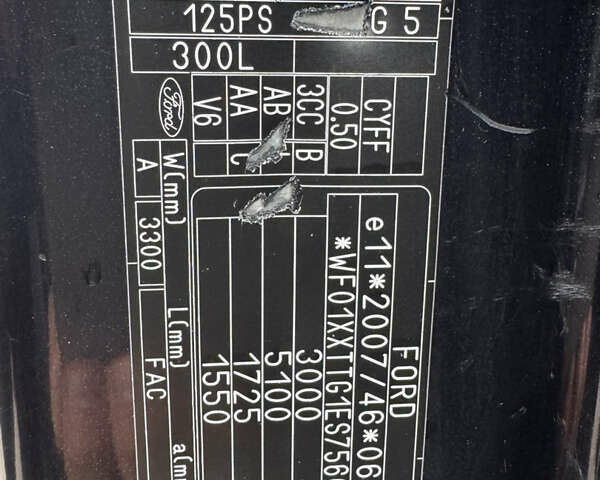 125PS G 5
300L
FORD
e11*2007/46*06
*WF01XXTTG1ES756
3000
5100
1725
1550
CYFF
0.50
3CC B
AB
AA C
V6
Ford
W(mm) L(mm) a(m
A 3300 FAC